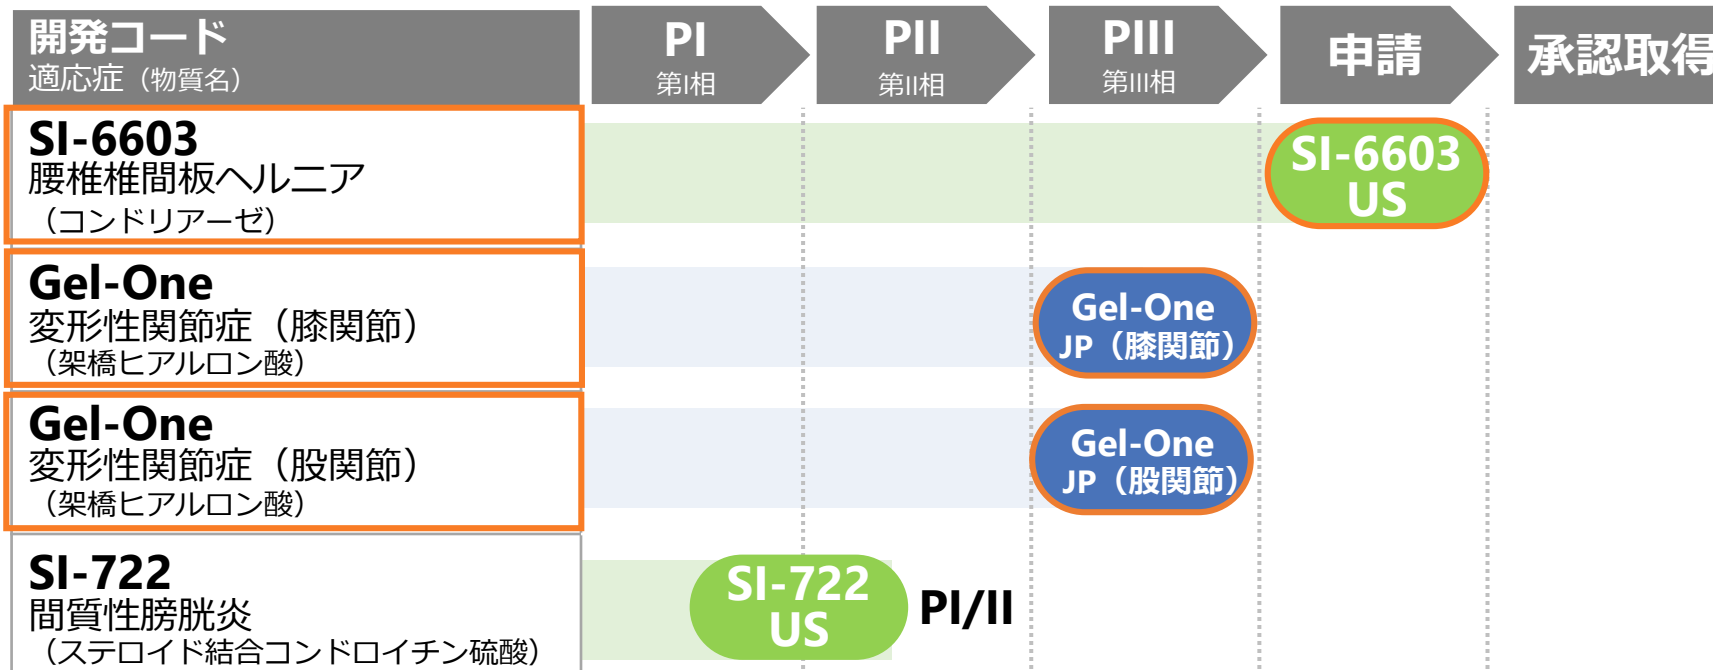 開発コード
適応症（物質名）
PI
第I相
PII
第II相
PIII
第III相
申請
承認取得
SI-6603
腰椎椎間板ヘルニア
（コンドリアーゼ）
SI-6603
US
Gel-One
変形性関節症（膝関節）
（架橋ヒアルロン酸）
Gel-One
JP（膝関節）
Gel-One
変形性関節症（股関節）
（架橋ヒアルロン酸）
Gel-One
JP（股関節）
SI-722
間質性膀胱炎
（ステロイド結合コンドロイチン硫酸）
SI-722
US
PI/II